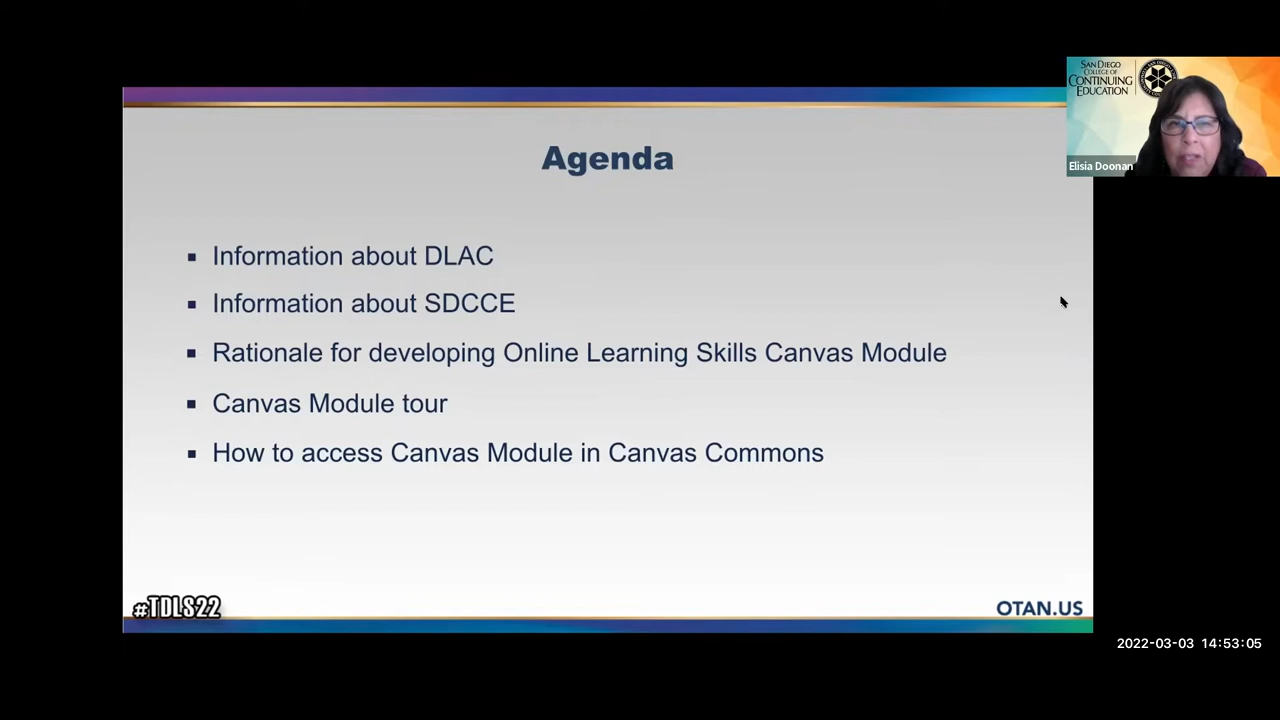 Agenda
Information about DLAC
Information about SDCCE
Rationale for developing Online Learning Skills Canvas Module
Canvas Module tour
How to access Canvas Module in Canvas Commons
#TDLS22
OTAN.US
SAN DIEGO
COLLEGE OF
CONTINUING
EDUCATION
Elisia Doonan
2022-03-03 14:53:05